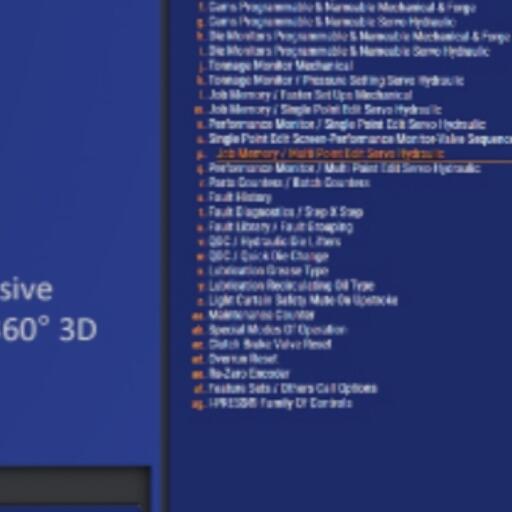 sive
60° 3D
f. Cams Programmable & Nameable Mechanical & Forge
g. Cams Programmable & Nameable Servo Hydraulic
h. Die Monitors Programmable & Nameable Mechanical & Forge
i. Die Monitors Programmable & Nameable Servo Hydraulic
j. Tonnage Monitor Mechanical
k. Tonnage Monitor / Pressure Setting Servo Hydraulic
l. Job Memory / Faster Set Ups Mechanical
m. Job Memory / Single Point Edit Servo Hydraulic
n. Performance Monitor / Single Point Edit Servo Hydraulic
o. Single Point Edit Screen-Performance Monitor-Valve Sequence
p. Job Memory / Multi Point Edit Servo Hydraulic
q. Performance Monitor / Multi Point Edit Servo Hydraulic
r. Parts Counters / Batch Counters
s. Fault History
t. Fault Diagnostics / Step X Step
u. Fault Library / Fault Grouping
v. QDC / Hydraulic Die Lifters
w. QDC / Quick Die Change
x. Lubrication Grease Type
y. Lubrication Recirculating Oil Type
z. Light Curtain Safety Mute On Upstroke
aa. Maintenance Counter
ab. Special Modes Of Operation
ac. Clutch Brake Valve Reset
ad. Overrun Reset
ae. Re-Zero Encoder
af. Feature Sets / Others Call Options
ag. I-PRESS® Family Of Controls